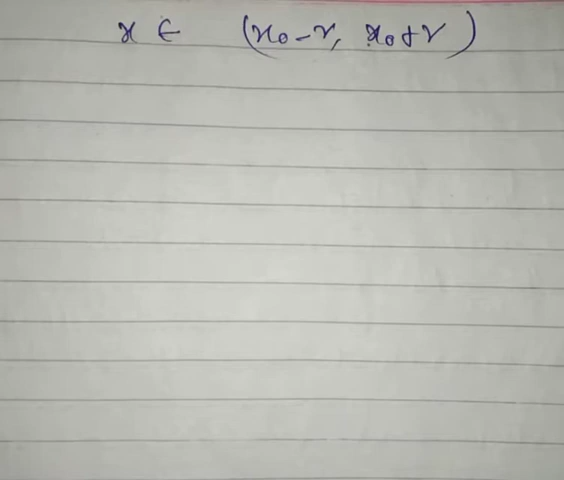 x ∈ (x₀-r, x₀+r)